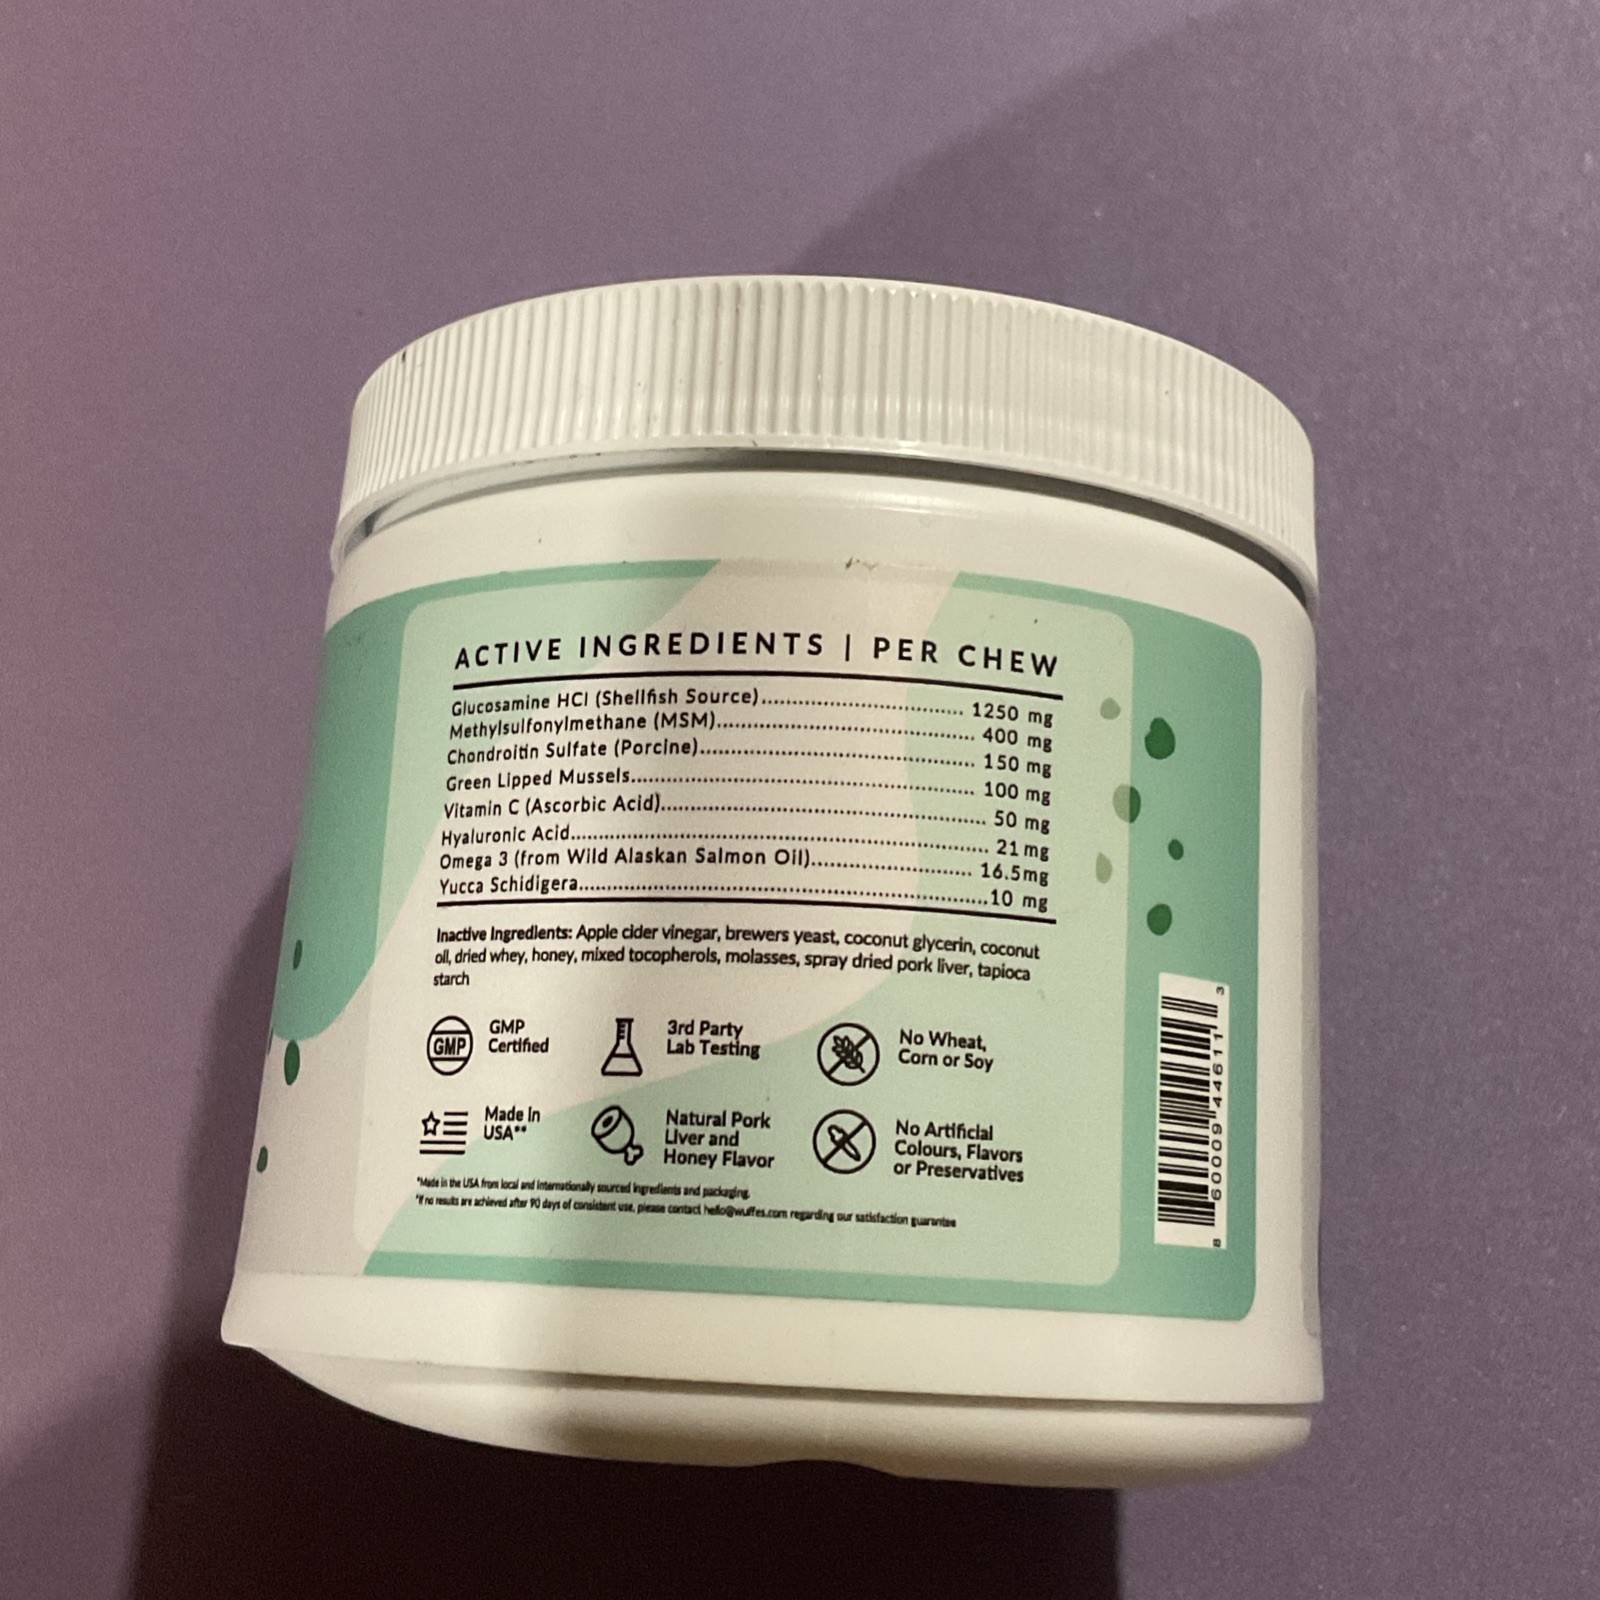 ACTIVE INGREDIENTS | PER CHEW
Glucosamine HCl (Shellfish Source)........................................ 1250 mg
Methylsulfonylmethane (MSM)................................................ 400 mg
Chondroitin Sulfate (Porcine)................................................... 150 mg
Green Lipped Mussels............................................................... 100 mg
Vitamin C (Ascorbic Acid)........................................................... 50 mg
Hyaluronic Acid............................................................................ 21 mg
Omega 3 (from Wild Alaskan Salmon Oil)............................. 16.5mg
Yucca Schidigera...........................................................................10 mg
Inactive Ingredients: Apple cider vinegar, brewers yeast, coconut glycerin, coconut
oil, dried whey, honey, mixed tocopherols, molasses, spray dried pork liver, tapioca
starch
GMP
GMP
Certified
3rd Party
Lab Testing
No Wheat,
Corn or Soy
Made In
USA**
Natural Pork
Liver and
Honey Flavor
No Artificial
Colours, Flavors
or Preservatives
*Made in the USA from local and internationally sourced ingredients and packaging.
*If no results are achieved after 90 days of consistent use, please contact hello@wuffes.com regarding our satisfaction guarantee
8 60009 44611 3